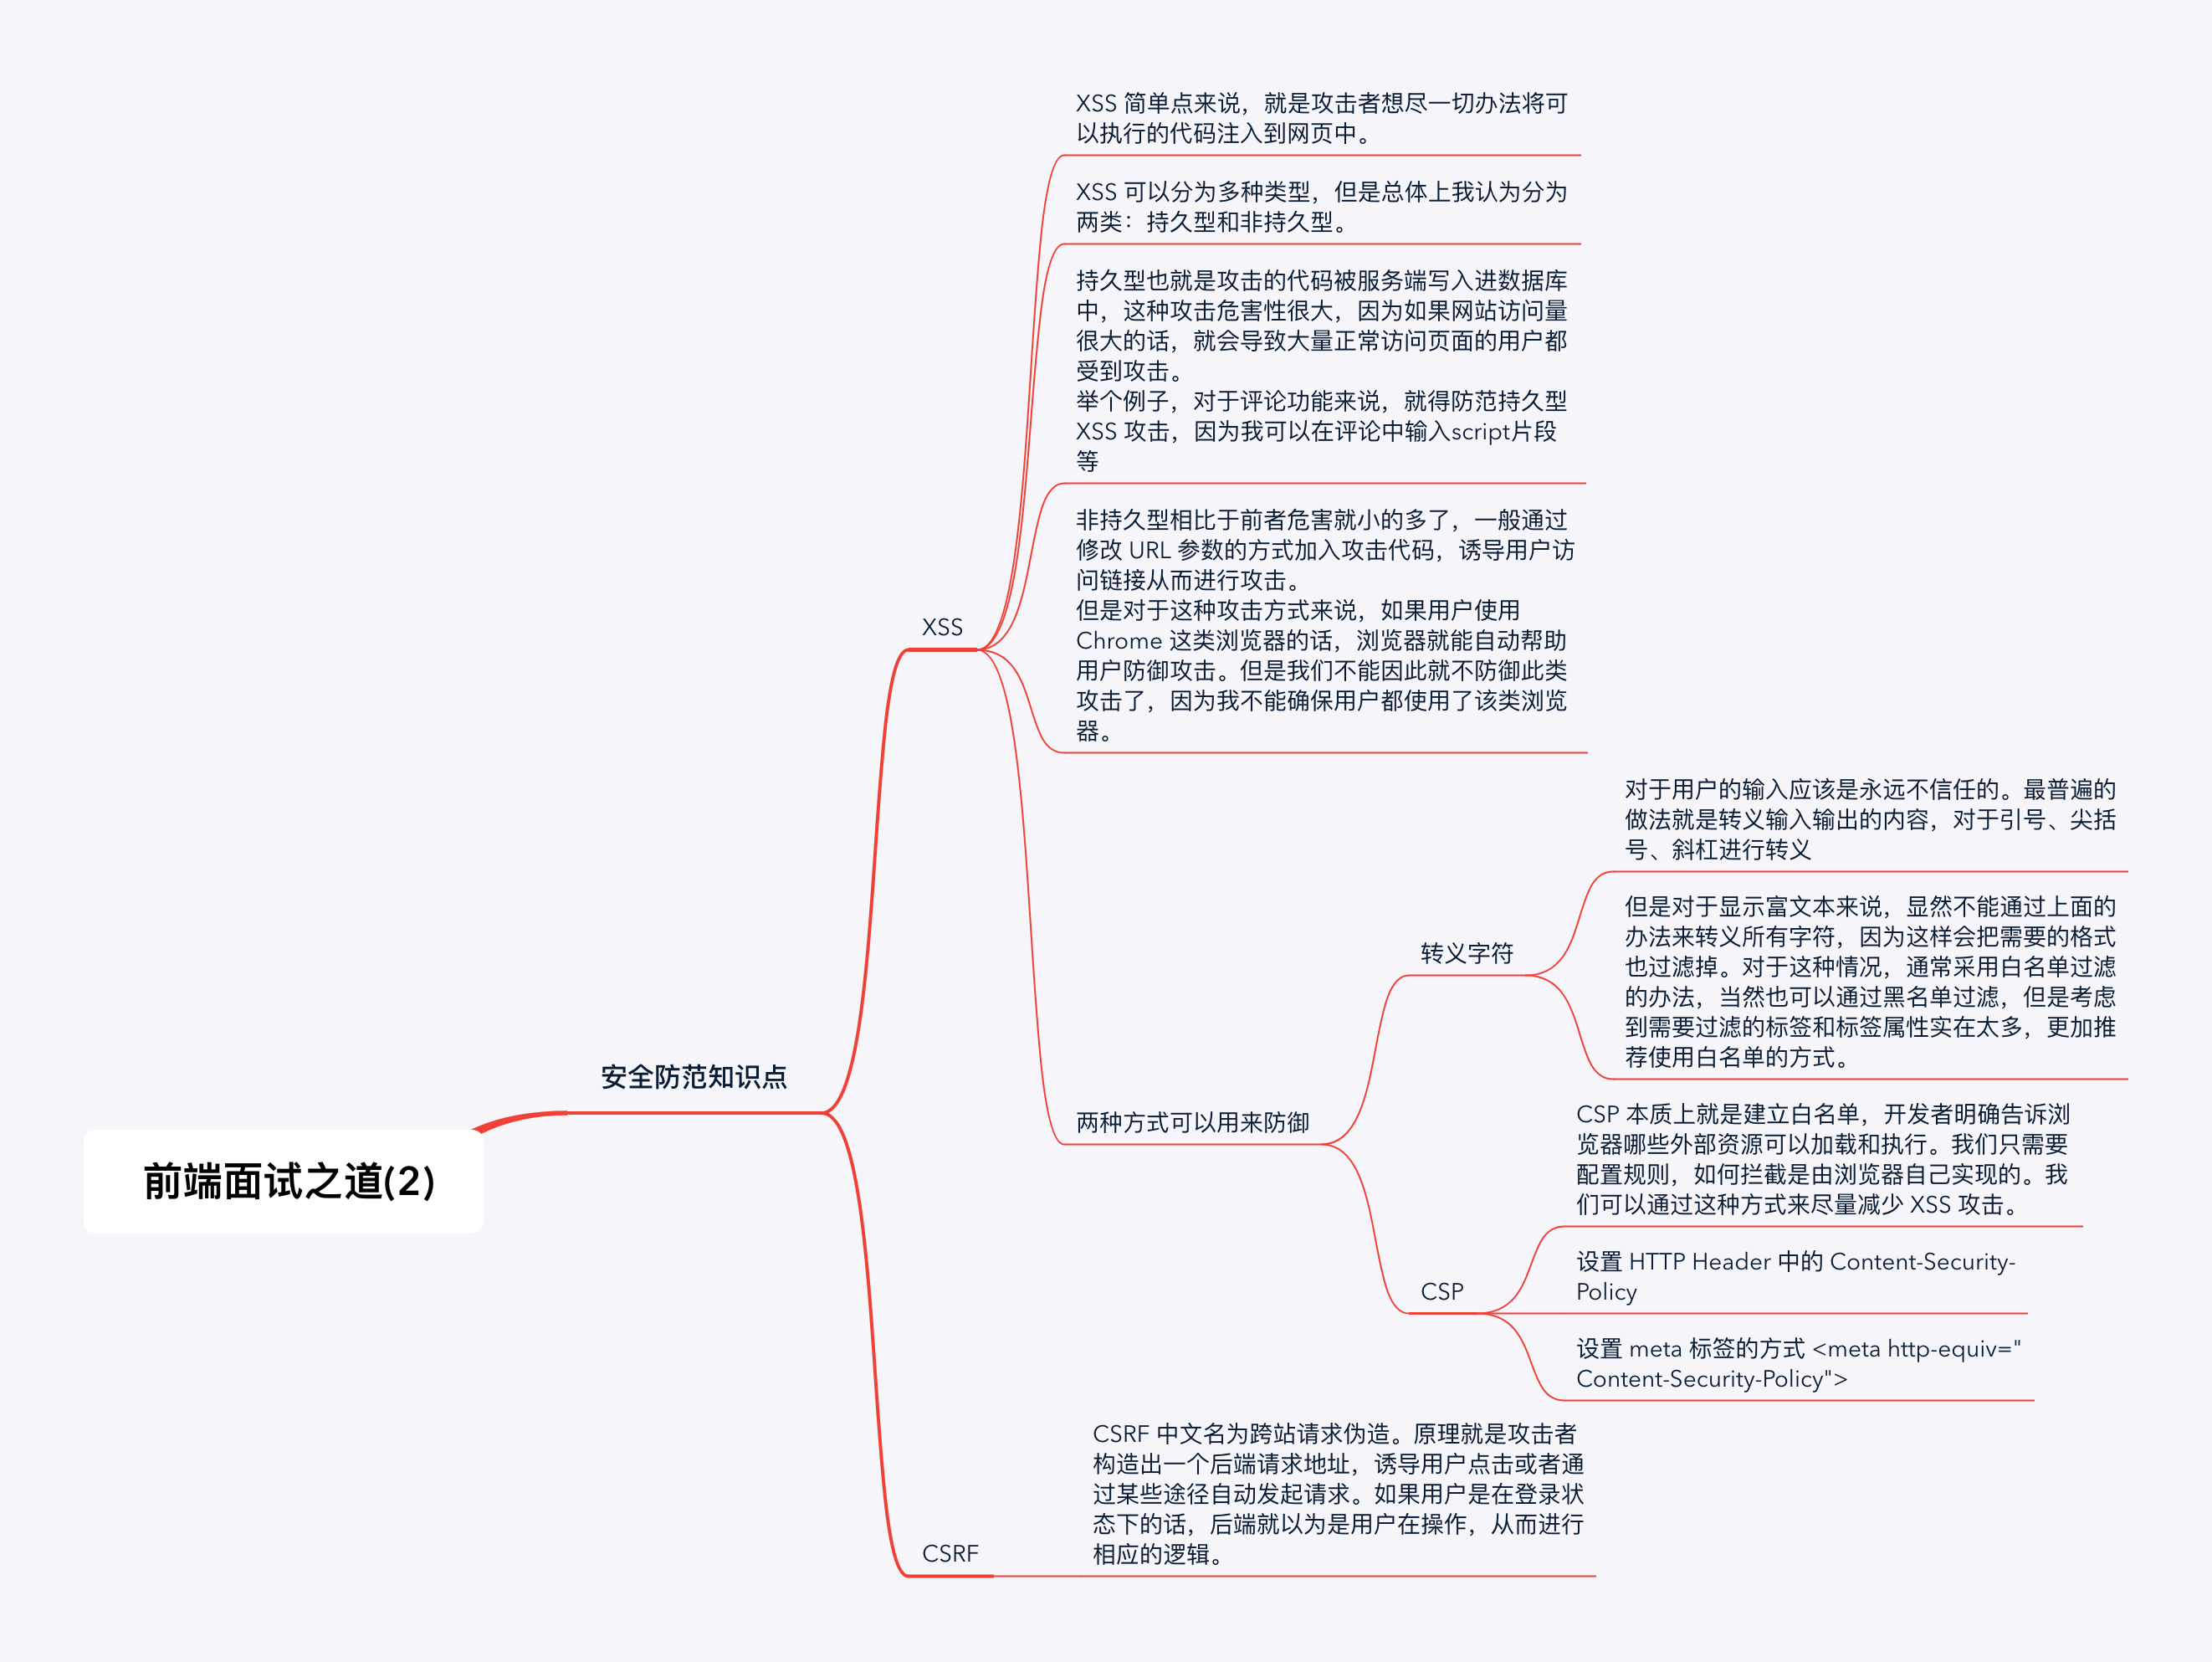 前端面试之道(2)
安全防范知识点
XSS
XSS 简单点来说，就是攻击者想尽一切办法将可
以执行的代码注入到网页中。
XSS 可以分为多种类型，但是总体上我认为分为
两类：持久型和非持久型。
持久型也就是攻击的代码被服务端写入进数据库
中，这种攻击危害性很大，因为如果网站访问量
很大的话，就会导致大量正常访问页面的用户都
受到攻击。
举个例子，对于评论功能来说，就得防范持久型
XSS 攻击，因为我可以在评论中输入script片段
等
非持久型相比于前者危害就小的多了，一般通过
修改 URL 参数的方式加入攻击代码，诱导用户访
问链接从而进行攻击。
但是对于这种攻击方式来说，如果用户使用
Chrome 这类浏览器的话，浏览器就能自动帮助
用户防御攻击。但是我们不能因此就不防御此类
攻击了，因为我不能确保用户都使用了该类浏览
器。
两种方式可以用来防御
转义字符
对于用户的输入应该是永远不信任的。最普遍的
做法就是转义输入输出的内容，对于引号、尖括
号、斜杠进行转义
但是对于显示富文本来说，显然不能通过上面的
办法来转义所有字符，因为这样会把需要的格式
也过滤掉。对于这种情况，通常采用白名单过滤
的办法，当然也可以通过黑名单过滤，但是考虑
到需要过滤的标签和标签属性实在太多，更加推
荐使用白名单的方式。
CSP
CSP 本质上就是建立白名单，开发者明确告诉浏
览器哪些外部资源可以加载和执行。我们只需要
配置规则，如何拦截是由浏览器自己实现的。我
们可以通过这种方式来尽量减少 XSS 攻击。
设置 HTTP Header 中的 Content-Security-
Policy
设置 meta 标签的方式 <meta http-equiv="
Content-Security-Policy">
CSRF
CSRF 中文名为跨站请求伪造。原理就是攻击者
构造出一个后端请求地址，诱导用户点击或者通
过某些途径自动发起请求。如果用户是在登录状
态下的话，后端就以为是用户在操作，从而进行
相应的逻辑。